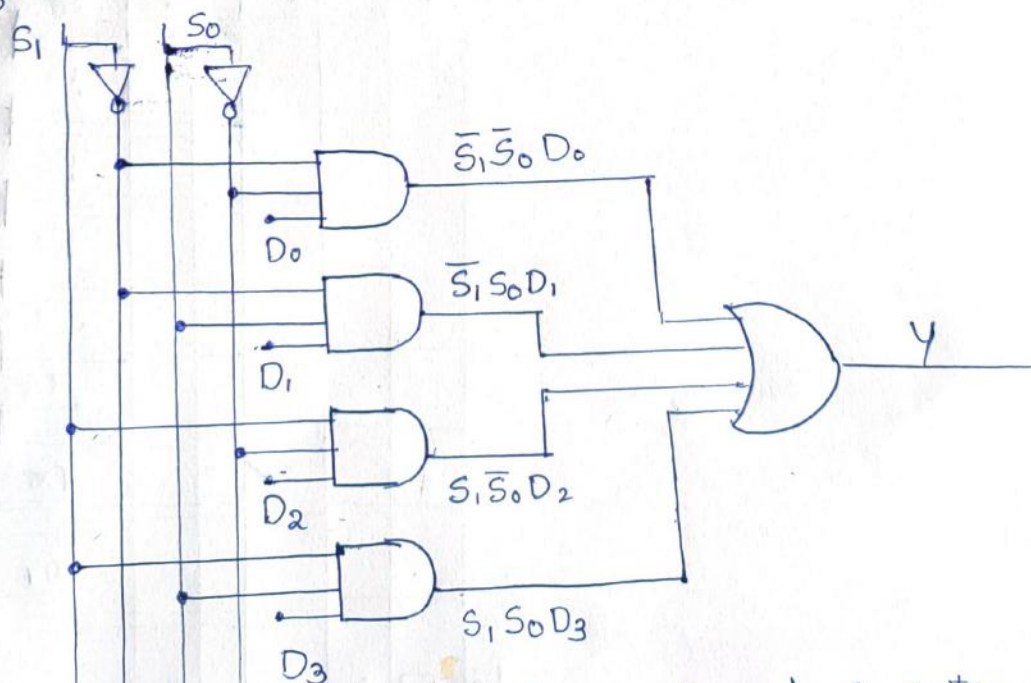 S₁ S₀
S̅₁S̅₀D₀
D₀
S̅₁S₀D₁
D₁
Y
S₁S̅₀D₂
D₂
S₁S₀D₃
D₃